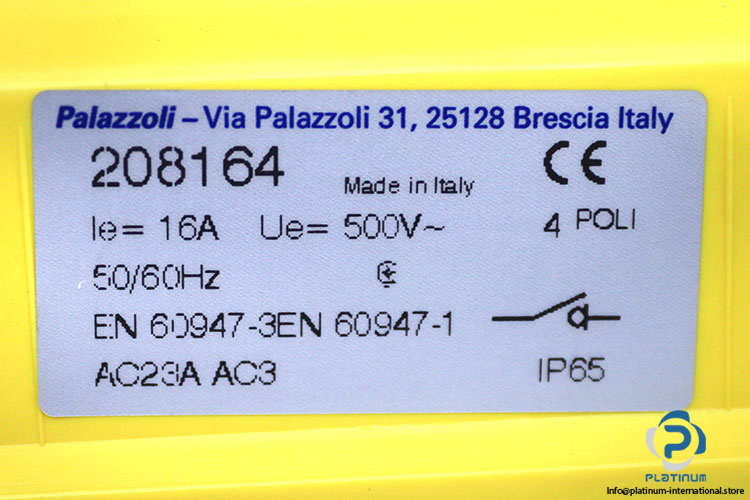 Palazzoli – Via Palazzoli 31, 25128 Brescia Italy
208164 Made in Italy CE
Ie= 16A Ue= 500V~ 4 POLI
50/60Hz
EN 60947-3EN 60947-1
AC23A AC3 IP65
PLATINUM
Info@platinum-international.store